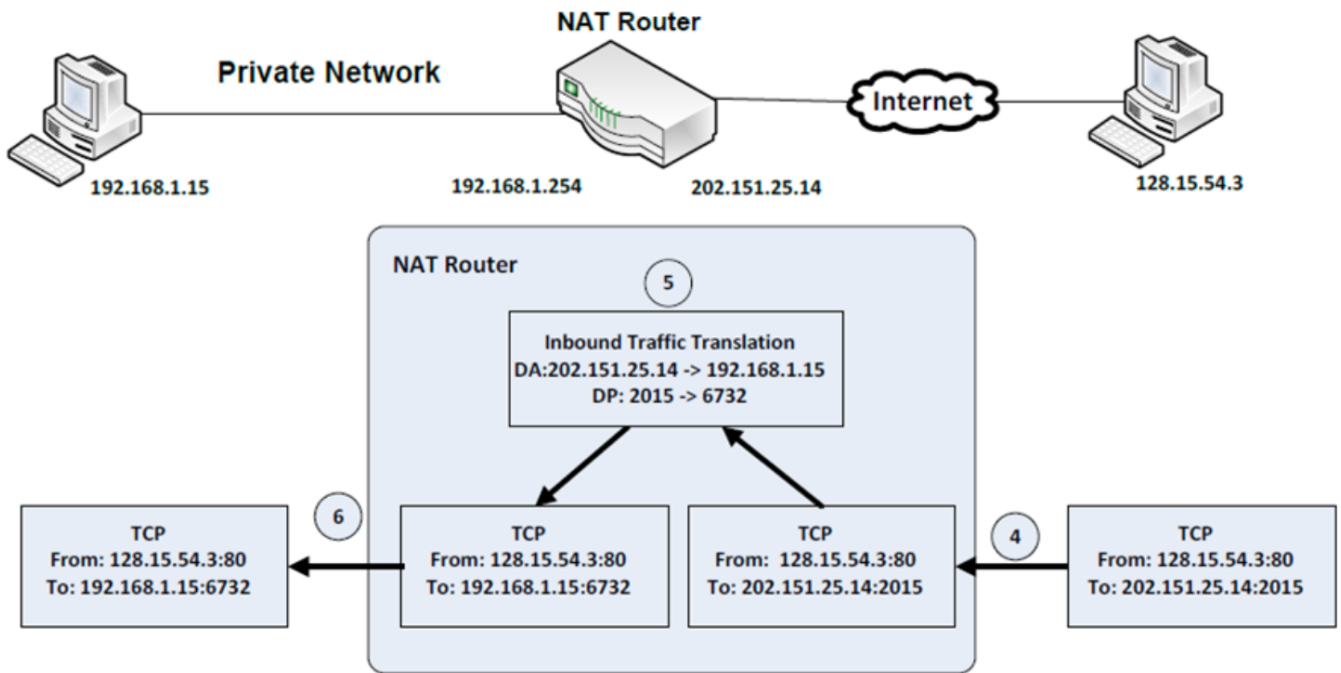 NAT Router
Private Network
Internet
192.168.1.15
192.168.1.254
202.151.25.14
128.15.54.3
NAT Router
5
Inbound Traffic Translation
DA:202.151.25.14 -> 192.168.1.15
DP: 2015 -> 6732
6
4
TCP
From: 128.15.54.3:80
To: 192.168.1.15:6732
TCP
From: 128.15.54.3:80
To: 192.168.1.15:6732
TCP
From:  128.15.54.3:80
To: 202.151.25.14:2015
TCP
From: 128.15.54.3:80
To: 202.151.25.14:2015